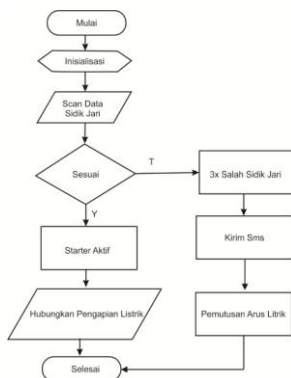 Mulai
Inisialisasi
Scan Data
Sidik Jari
Sesuai
T
3x Salah Sidik Jari
Y
Starter Aktif
Kirim Sms
Hubungkan Pengapian Listrik
Pemutusan Arus Litrik
Selesai